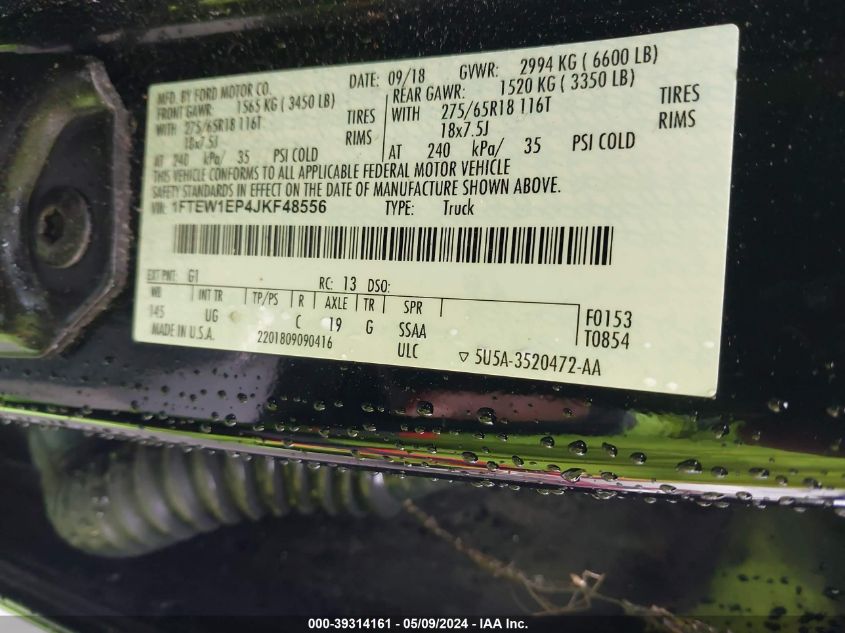 MFD. BY FORD MOTOR CO.
DATE: 09/18 GVWR: 2994 KG ( 6600 LB)
FRONT GAWR: 1565 KG ( 3450 LB)
REAR GAWR: 1520 KG ( 3350 LB)
WITH 275/65R18 116T TIRES
WITH 275/65R18 116T TIRES
18x7.5J RIMS
18x7.5J RIMS
AT 240 kPa/ 35 PSI COLD
AT 240 kPa/ 35 PSI COLD
THIS VEHICLE CONFORMS TO ALL APPLICABLE FEDERAL MOTOR VEHICLE
SAFETY STANDARDS IN EFFECT ON THE DATE OF MANUFACTURE SHOWN ABOVE.
VIN: 1FTEW1EP4JKF48556 TYPE: Truck
EXT PNT: G1 RC: 13 DSO:
WB INT TR TP/PS R AXLE TR SPR
145 UG C 19 G SSAA
F0153
T0854
MADE IN U.S.A. 2201809090416 ULC ▽ 5U5A-3520472-AA
000-39314161 - 05/09/2024 - IAA Inc.